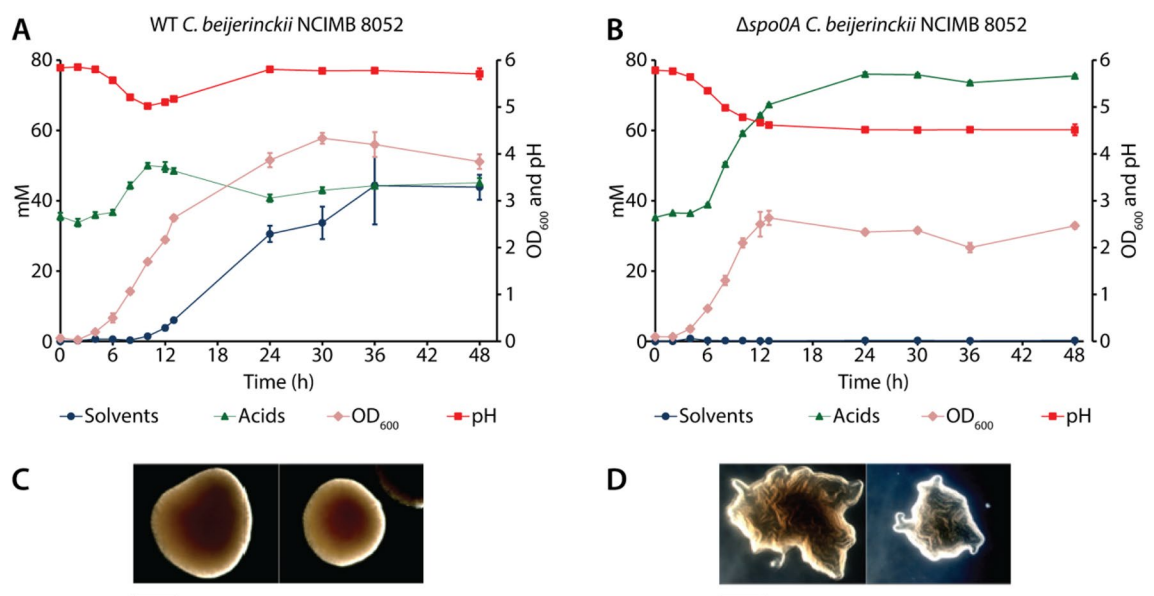 A
WT C. beijerinckii NCIMB 8052
80
60
40
20
0
mM
6
5
4
3
2
1
0
OD600 and pH
0 6 12 18 24 30 36 42 48
Time (h)
Solvents Acids OD600 pH
B
Δspo0A C. beijerinckii NCIMB 8052
80
60
40
20
0
mM
6
5
4
3
2
1
0
OD600 and pH
0 6 12 18 24 30 36 42 48
Time (h)
Solvents Acids OD600 pH
C
D